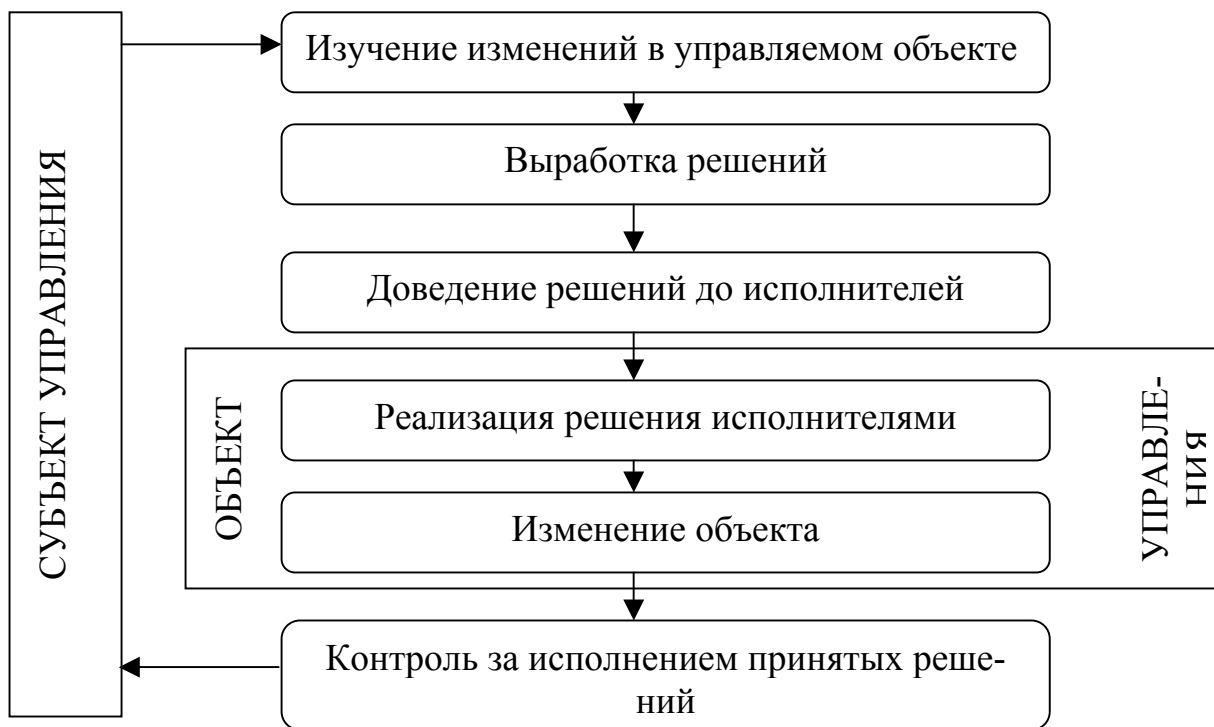 СУБЪЕКТ УПРАВЛЕНИЯ
Изучение изменений в управляемом объекте
Выработка решений
Доведение решений до исполнителей
ОБЪЕКТ
Реализация решения исполнителями
Изменение объекта
УПРАВЛЕ-
НИЯ
Контроль за исполнением принятых реше-
ний